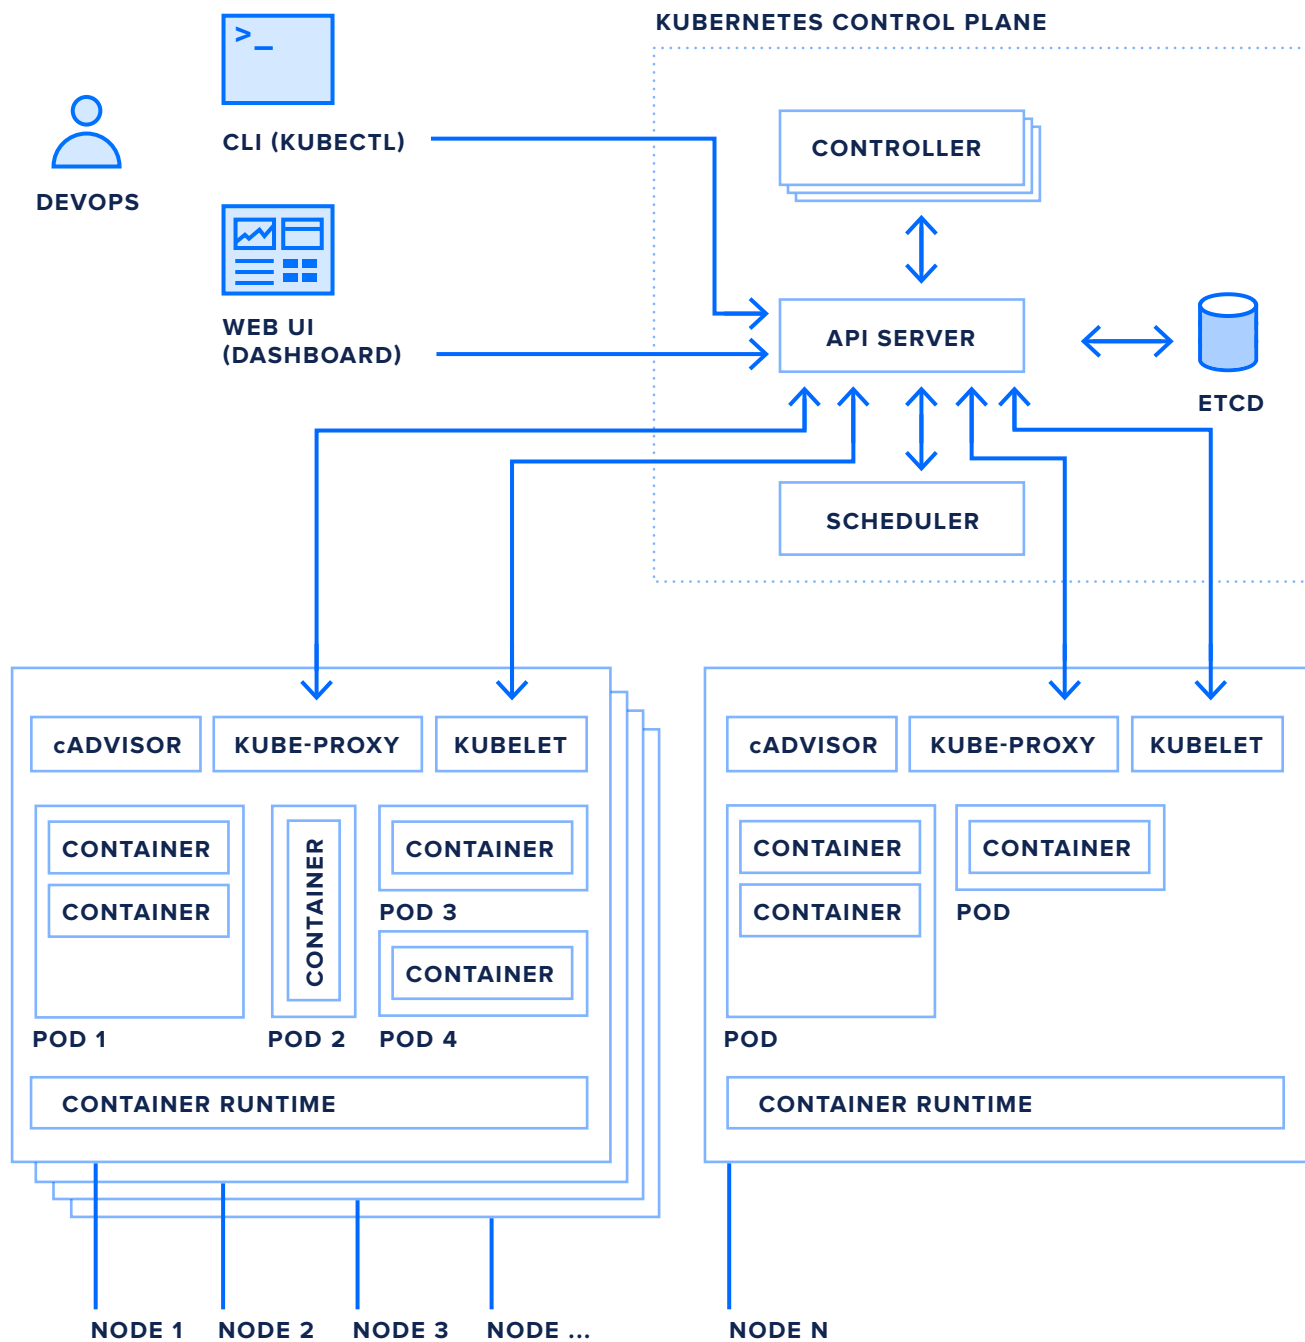 KUBERNETES CONTROL PLANE
>_
CLI (KUBECTL)
CONTROLLER
DEVOPS
WEB UI
(DASHBOARD)
API SERVER
ETCD
SCHEDULER
cADVISOR
KUBE-PROXY
KUBELET
CONTAINER
CONTAINER
POD 1
CONTAINER
POD 2
CONTAINER
POD 3
CONTAINER
POD 4
CONTAINER RUNTIME
cADVISOR
KUBE-PROXY
KUBELET
CONTAINER
CONTAINER
POD
CONTAINER
POD
CONTAINER RUNTIME
NODE 1
NODE 2
NODE 3
NODE ...
NODE N